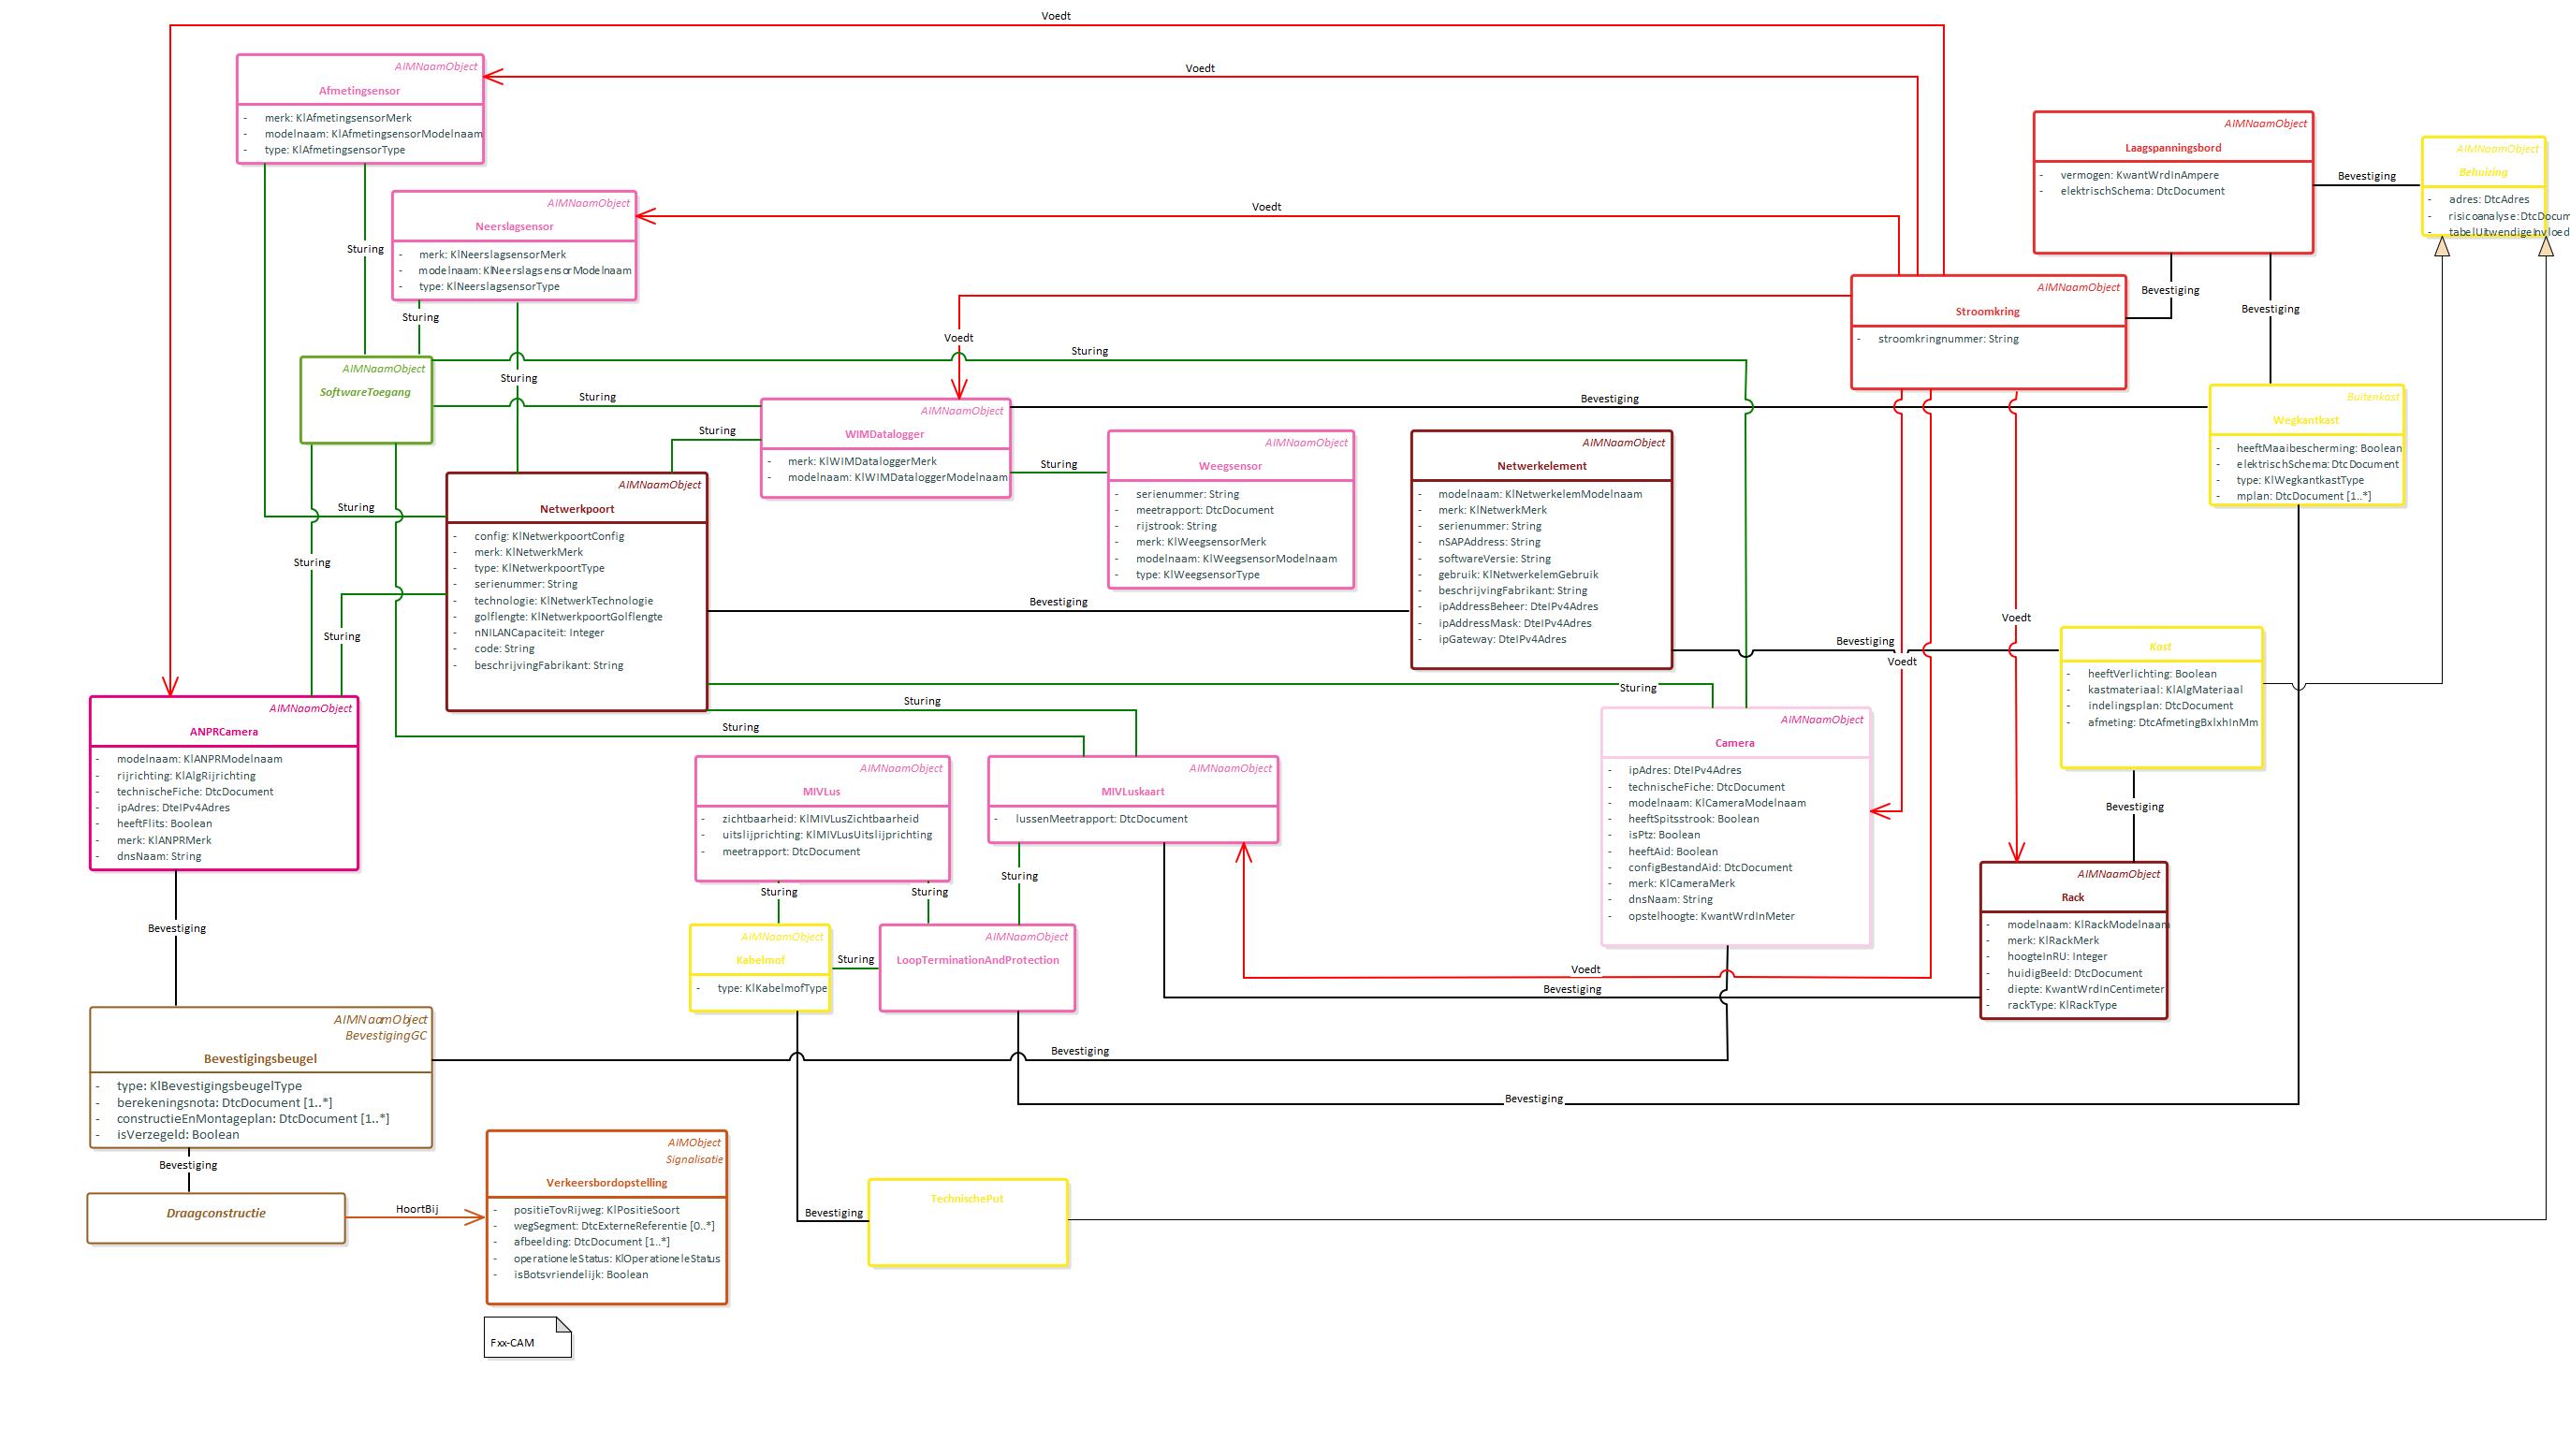 Voedt
AIMNaamObject
Afmetingsensor
- merk: KlAfmetingsensorMerk
- modelnaam: KlAfmetingsensorModelnaam
- type: KlAfmetingsensorType
Voedt
AIMNaamObject
Laagspanningsbord
- vermogen: KwantWrdInAmpere
- elektrischSchema: DtcDocument
Bevestiging
AIMNaamObject
Behuizing
- adres: DtcAdres
- risicoanalyse: DtcDocum
- tabelUitwendigeInvloed
AIMNaamObject
Neerslagsensor
- merk: KlNeerslagsensorMerk
- modelnaam: KlNeerslagsensorModelnaam
- type: KlNeerslagsensorType
Voedt
Sturing
Sturing
AIMNaamObject
Stroomkring
- stroomkringnummer: String
Bevestiging
Bevestiging
Voedt
Sturing
AIMNaamObject
SoftwareToegang
Sturing
Sturing
Sturing
AIMNaamObject
WIMDatalogger
- merk: KlWIMDataloggerMerk
- modelnaam: KlWIMDataloggerModelnaam
Bevestiging
Buitenkast
Wegkantkast
- heeftMaaibescherming: Boolean
- elektrischSchema: DtcDocument
- type: KlWegkantkastType
- mplan: DtcDocument [1..*]
Sturing
AIMNaamObject
Weegsensor
- serienummer: String
- meetrapport: DtcDocument
- rijstrook: String
- merk: KlWeegsensorMerk
- modelnaam: KlWeegsensorModelnaam
- type: KlWeegsensorType
AIMNaamObject
Netwerkelement
- modelnaam: KlNetwerkelemModelnaam
- merk: KlNetwerkMerk
- serienummer: String
- nSAPAddress: String
- softwareVersie: String
- gebruik: KlNetwerkelemGebruik
- beschrijvingFabrikant: String
- ipAddressBeheer: DteIPv4Adres
- ipAddressMask: DteIPv4Adres
- ipGateway: DteIPv4Adres
AIMNaamObject
Netwerkpoort
- config: KlNetwerkpoortConfig
- merk: KlNetwerkMerk
- type: KlNetwerkpoortType
- serienummer: String
- technologie: KlNetwerkTechnologie
- golflengte: KlNetwerkpoortGolflengte
- nNILANCapaciteit: Integer
- code: String
- beschrijvingFabrikant: String
Sturing
Sturing
Sturing
Bevestiging
Bevestiging
Voedt
Voedt
Kast
- heeftVerlichting: Boolean
- kastmateriaal: KlAlgMateriaal
- indelingsplan: DtcDocument
- afmeting: DtcAfmetingBxlxhInMm
Sturing
Sturing
Sturing
AIMNaamObject
ANPRCamera
- modelnaam: KlANPRModelnaam
- rijrichting: KlAlgRijrichting
- technischeFiche: DtcDocument
- ipAdres: DteIPv4Adres
- heeftFlits: Boolean
- merk: KlANPRMerk
- dnsNaam: String
AIMNaamObject
MIVLus
- zichtbaarheid: KlMIVLusZichtbaarheid
- uitslijprichting: KlMIVLusUitslijprichting
- meetrapport: DtcDocument
AIMNaamObject
MIVLuskaart
- lussenMeetrapport: DtcDocument
AIMNaamObject
Camera
- ipAdres: DteIPv4Adres
- technischeFiche: DtcDocument
- modelnaam: KlCameraModelnaam
- heeftSpitsstrook: Boolean
- isPtz: Boolean
- heeftAid: Boolean
- configBestandAid: DtcDocument
- merk: KlCameraMerk
- dnsNaam: String
- opstelhoogte: KwantWrdInMeter
Bevestiging
AIMNaamObject
Rack
- modelnaam: KlRackModelnaam
- merk: KlRackMerk
- hoogteInRU: Integer
- huidigBeeld: DtcDocument
- diepte: KwantWrdInCentimeter
- rackType: KlRackType
Sturing
Sturing
Sturing
AIMNaamObject
Kabelmof
- type: KlKabelmofType
Sturing
AIMNaamObject
LoopTerminationAndProtection
Voedt
Bevestiging
Bevestiging
AIMNaamObject
BevestigingGC
Bevestigingsbeugel
- type: KlBevestigingsbeugelType
- berekeningsnota: DtcDocument [1..*]
- constructieEnMontageplan: DtcDocument [1..*]
- isVerzegeld: Boolean
Bevestiging
Bevestiging
Bevestiging
Draagconstructie
HoortBij
AIMObject
Signalisatie
Verkeersbordopstelling
- positieTovRijweg: KlPositieSoort
- wegSegment: DtcExterneReferentie [0..*]
- afbeelding: DtcDocument [1..*]
- operationeleStatus: KlOperationeleStatus
- isBotsvriendelijk: Boolean
Bevestiging
TechnischePut
Fxx-CAM